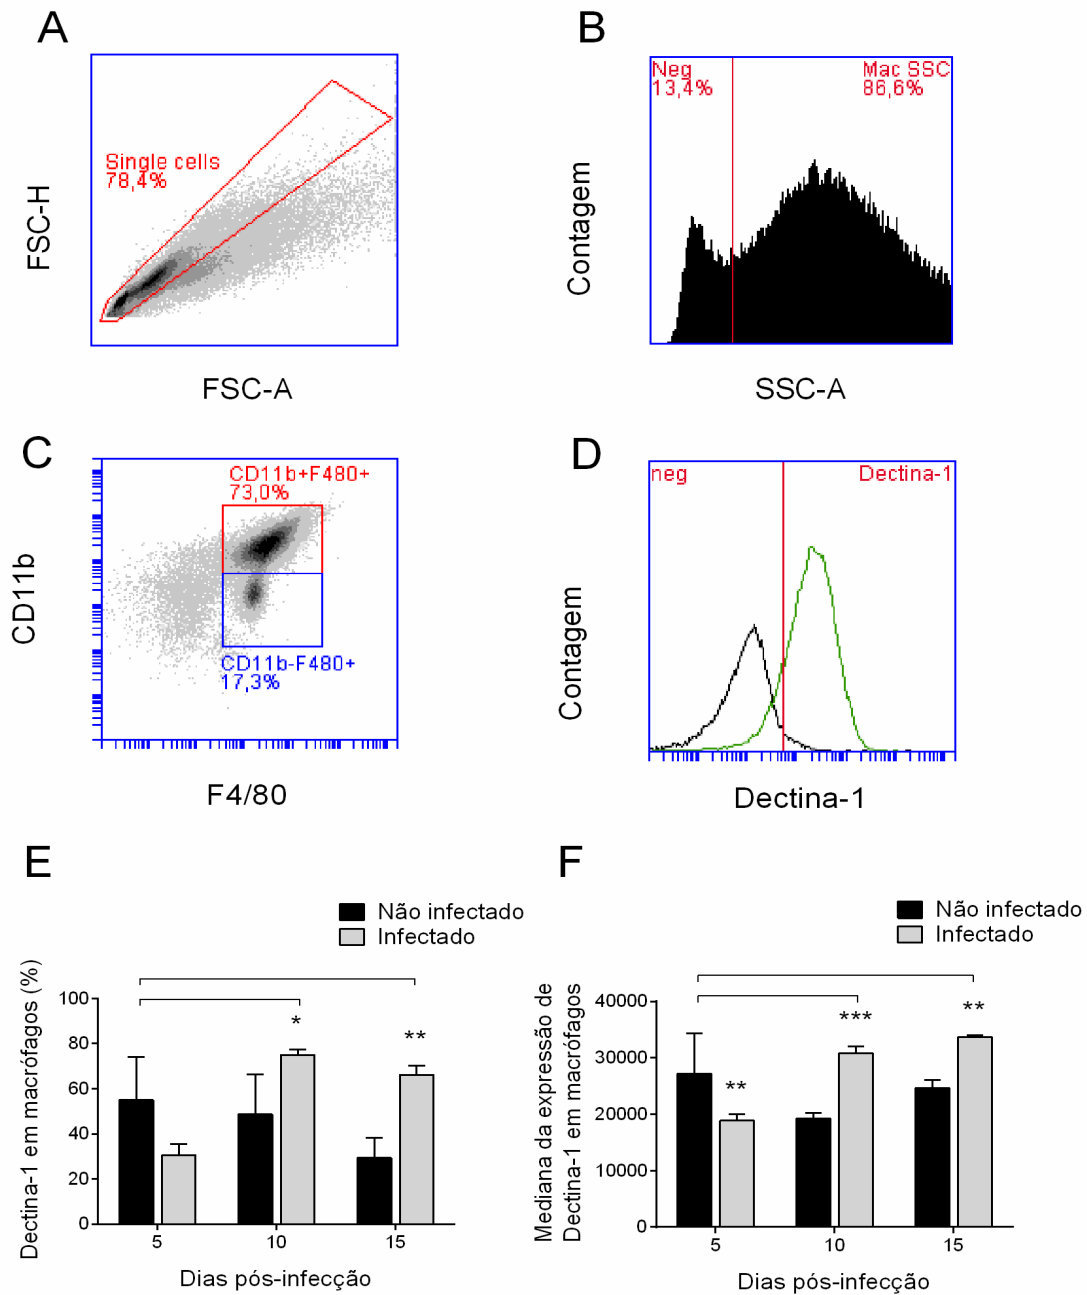 A
Single cells
78,4%
FSC-H
FSC-A
B
Neg
13,4%
Mac SSC
86,6%
Contagem
SSC-A
C
CD11b+F480+
73,0%
CD11b-F480+
17,3%
CD11b
F4/80
D
neg
Dectina-1
Contagem
Dectina-1
E
Não infectado
Infectado
Dectina-1 em macrófagos (%)
100
80
60
40
20
0
*
**
5
10
15
Dias pós-infecção
F
Não infectado
Infectado
Mediana da expressão de
Dectina-1 em macrófagos
40000
30000
20000
10000
0
**
***
**
5
10
15
Dias pós-infecção